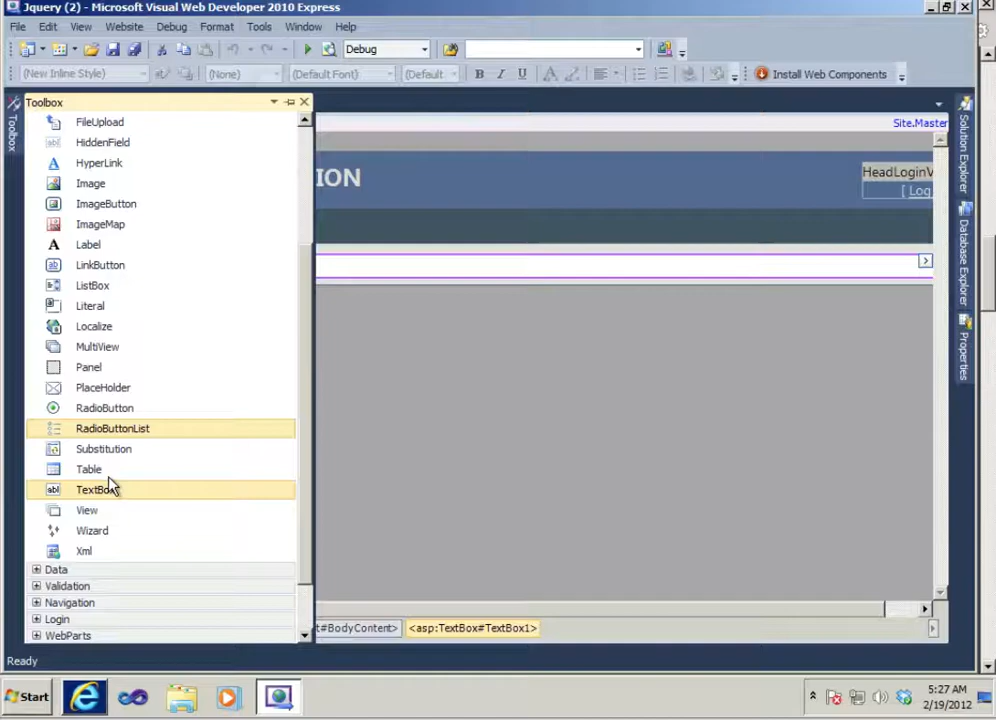 Jquery (2) - Microsoft Visual Web Developer 2010 Express
File Edit View Website Build Debug Format Tools Window Help
Debug
(New Inline Style) (None) (Default Font) (Default B I U A Install Web Components
Toolbox
Toolbox
FileUpload
HiddenField
HyperLink
Image
ImageButton
ImageMap
Label
LinkButton
ListBox
Literal
Localize
MultiView
Panel
PlaceHolder
RadioButton
RadioButtonList
Substitution
Table
TextBox
View
Wizard
Xml
Data
Validation
Navigation
Login
WebParts
Site.Master
ION
HeadLoginV
[ Log
t#BodyContent> <asp:TextBox#TextBox1>
Solution Explorer
Database Explorer
Properties
Ready
Start
5:27 AM
2/19/2012